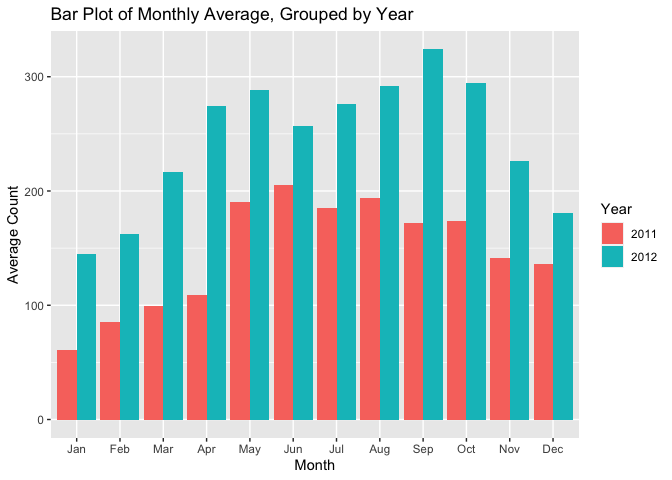 Bar Plot of Monthly Average, Grouped by Year
Average Count
300
200
100
0
Jan Feb Mar Apr May Jun Jul Aug Sep Oct Nov Dec
Month
Year
2011
2012